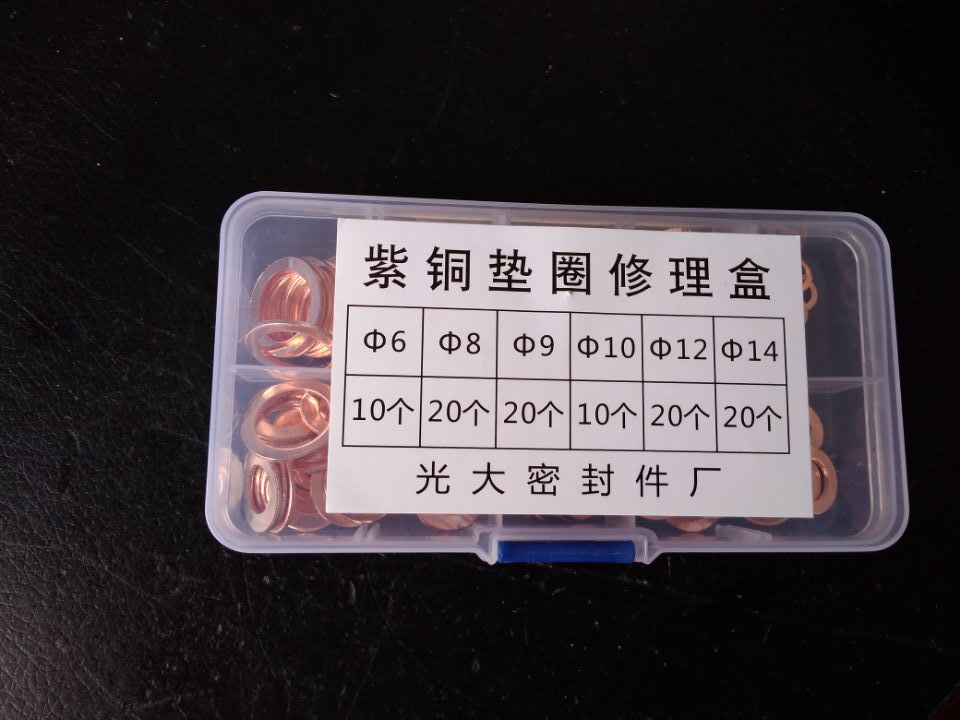 紫铜垫圈修理盒
Φ6 Φ8 Φ9 Φ10 Φ12 Φ14
10个 20个 20个 10个 20个 20个
光大密封件厂